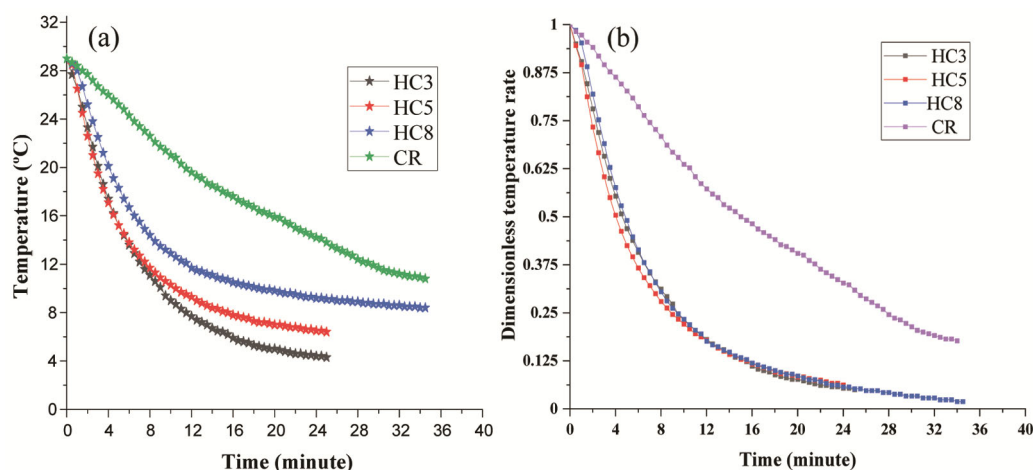 (a)
Temperature (ºC)
32
28
24
20
16
12
8
4
0
HC3
HC5
HC8
CR
0 4 8 12 16 20 24 28 32 36 40
Time (minute)
(b)
Dimensionless temperature rate
1
0.875
0.75
0.625
0.5
0.375
0.25
0.125
0
HC3
HC5
HC8
CR
0 4 8 12 16 20 24 28 32 36 40
Time (minute)